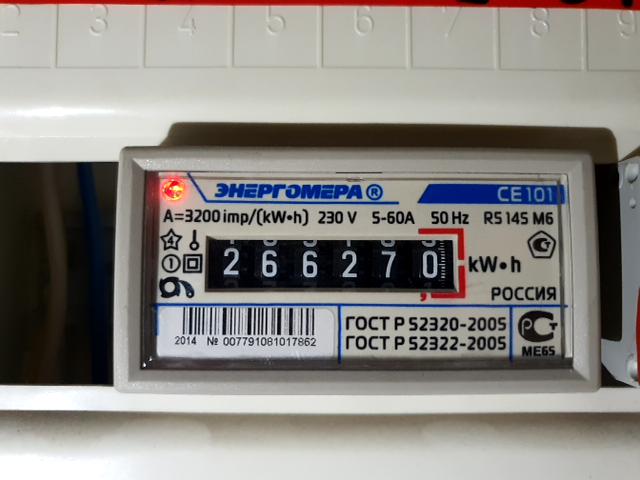 2 3 4 5 6 7 8 9
ЭНЕРГОМЕРА®
CE101
A=3200 imp/(kW•h) 230 V 5-60A 50 Hz R5 145 M6
266270
kW•h
РОССИЯ
2014 № 007791081017862
ГОСТ Р 52320-2005
ГОСТ Р 52322-2005
МЕ65